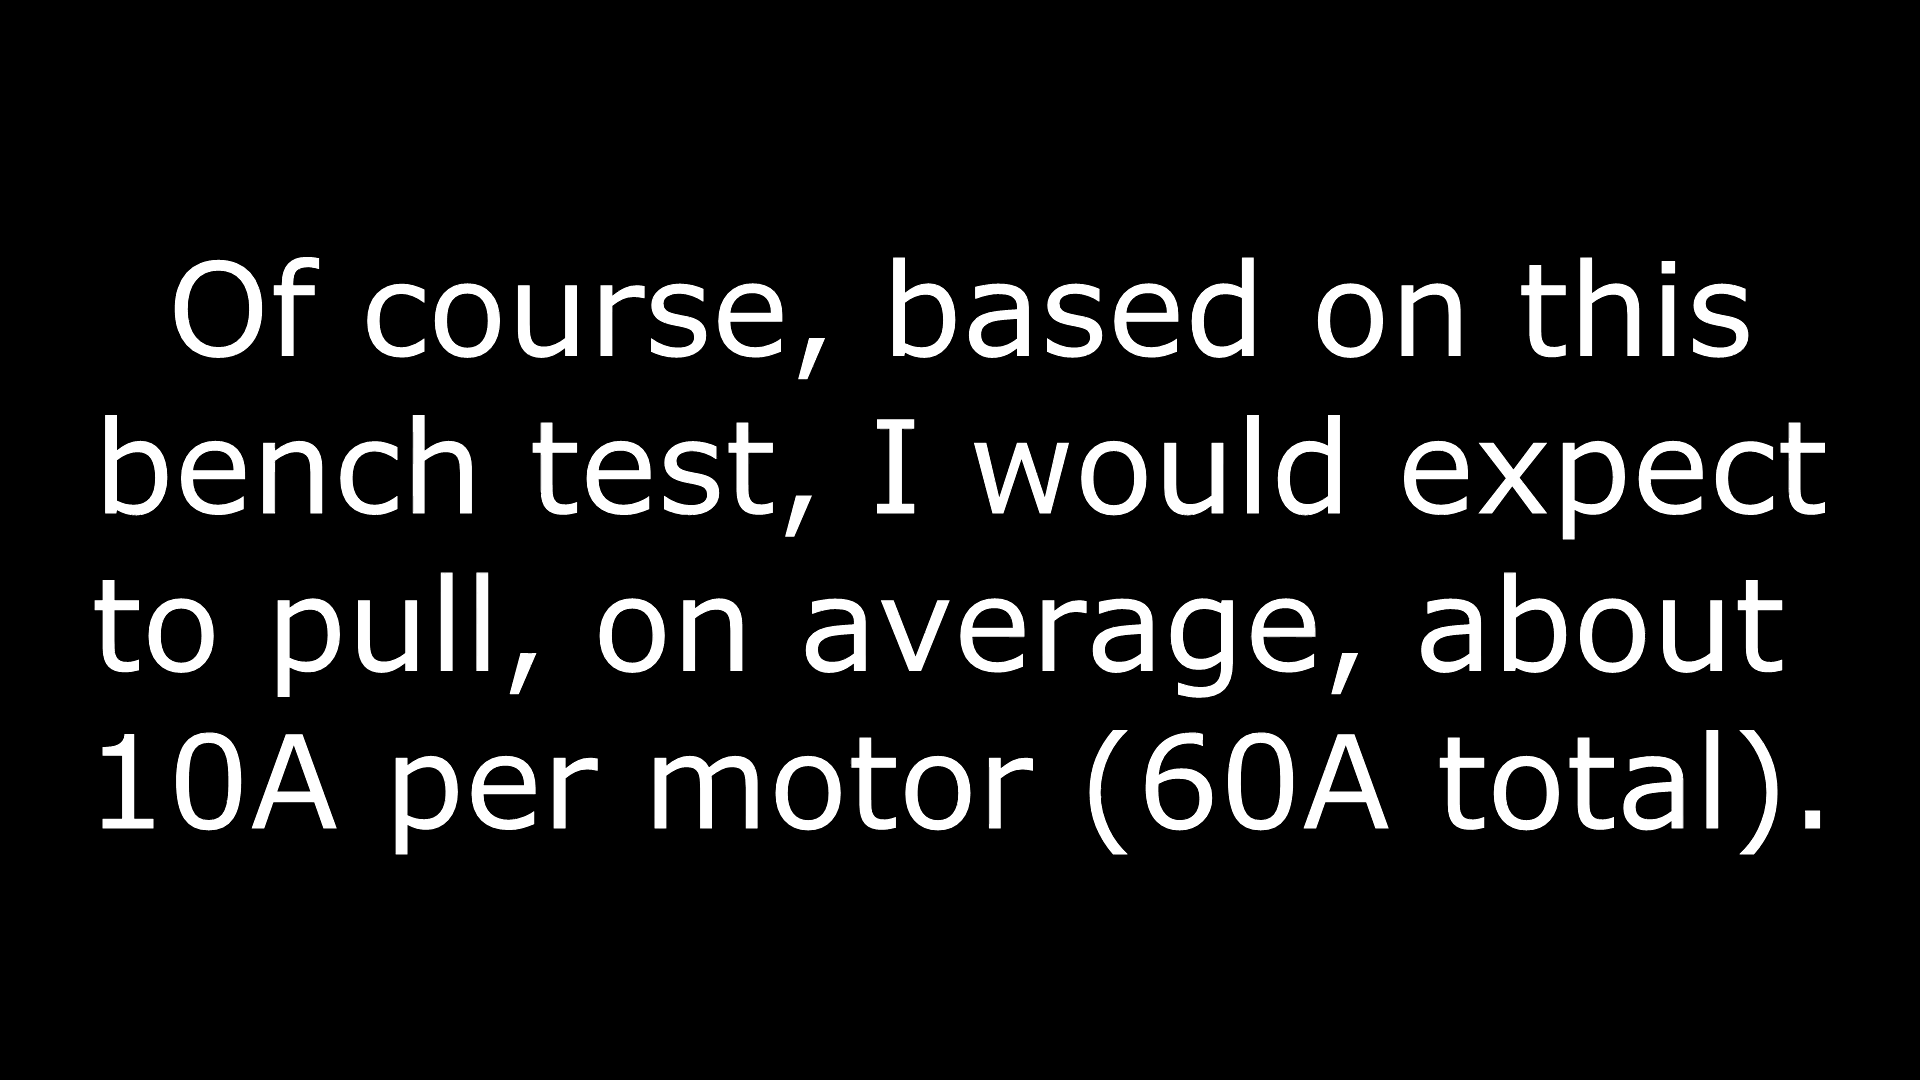 Of course, based on this
bench test, I would expect
to pull, on average, about
10A per motor (60A total).